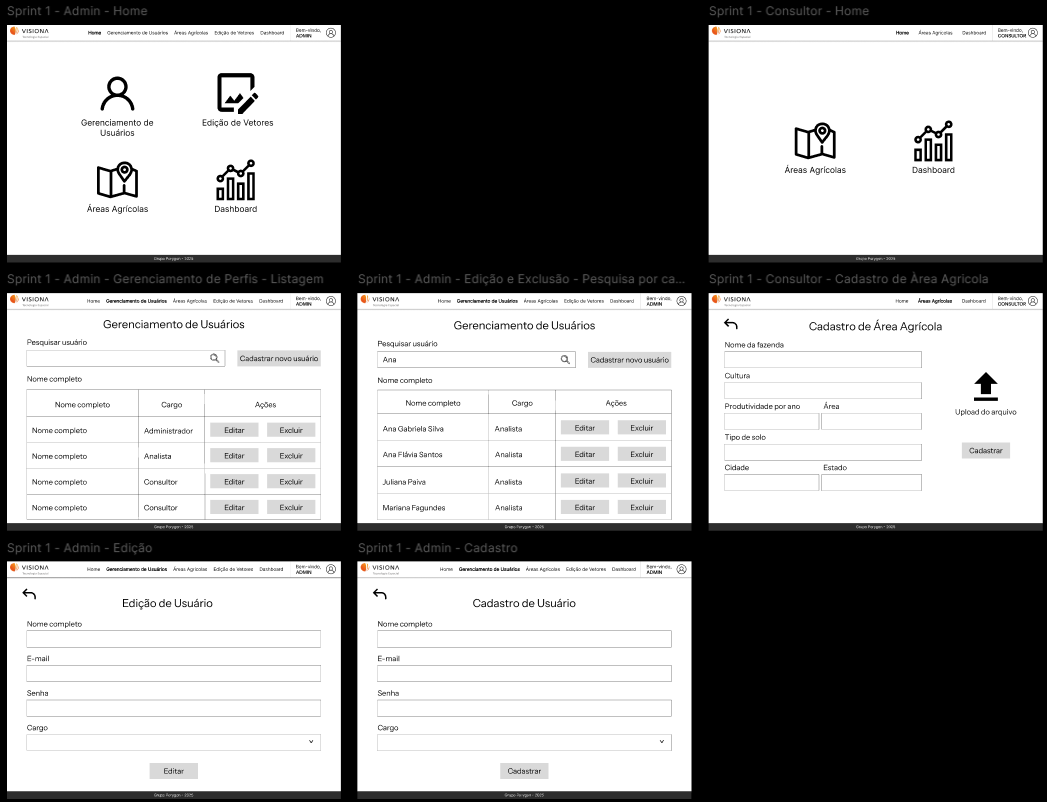 Sprint 1 - Admin - Home
VISIONA
Tecnologia Espacial
Home Gerenciamento de Usuários Áreas Agrícolas Edição de Vetores Dashboard
Bem-vindo,
ADMIN
Gerenciamento de
Usuários
Edição de Vetores
Áreas Agrícolas
Dashboard
Grupo Polygon - 2025
Sprint 1 - Consultor - Home
VISIONA
Tecnologia Espacial
Home Áreas Agrícolas Dashboard
Bem-vindo,
CONSULTOR
Áreas Agrícolas
Dashboard
Grupo Polygon - 2025
Sprint 1 - Admin - Gerenciamento de Perfis - Listagem
VISIONA
Tecnologia Espacial
Home Gerenciamento de Usuários Áreas Agrícolas Edição de Vetores Dashboard
Bem-vindo,
ADMIN
Gerenciamento de Usuários
Pesquisar usuário
Cadastrar novo usuário
Nome completo
Nome completo Cargo Ações
Nome completo Administrador Editar Excluir
Nome completo Analista Editar Excluir
Nome completo Consultor Editar Excluir
Nome completo Consultor Editar Excluir
Grupo Polygon - 2025
Sprint 1 - Admin - Edição e Exclusão - Pesquisa por ca...
VISIONA
Tecnologia Espacial
Home Gerenciamento de Usuários Áreas Agrícolas Edição de Vetores Dashboard
Bem-vindo,
ADMIN
Gerenciamento de Usuários
Pesquisar usuário
Ana
Cadastrar novo usuário
Nome completo
Nome completo Cargo Ações
Ana Gabriela Silva Analista Editar Excluir
Ana Flávia Santos Analista Editar Excluir
Juliana Paiva Analista Editar Excluir
Mariana Fagundes Analista Editar Excluir
Grupo Polygon - 2025
Sprint 1 - Consultor - Cadastro de Àrea Agricola
VISIONA
Tecnologia Espacial
Home Áreas Agrícolas Dashboard
Bem-vindo,
CONSULTOR
Cadastro de Área Agrícola
Nome da fazenda
Cultura
Produtividade por ano Área
Tipo de solo
Cidade Estado
Upload do arquivo
Cadastrar
Grupo Polygon - 2025
Sprint 1 - Admin - Edição
VISIONA
Tecnologia Espacial
Home Gerenciamento de Usuários Áreas Agrícolas Edição de Vetores Dashboard
Bem-vindo,
ADMIN
Edição de Usuário
Nome completo
E-mail
Senha
Cargo
Editar
Grupo Polygon - 2025
Sprint 1 - Admin - Cadastro
VISIONA
Tecnologia Espacial
Home Gerenciamento de Usuários Áreas Agrícolas Edição de Vetores Dashboard
Bem-vindo,
ADMIN
Cadastro de Usuário
Nome completo
E-mail
Senha
Cargo
Cadastrar
Grupo Polygon - 2025